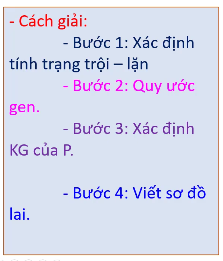 - Cách giải:
- Bước 1: Xác định
tính trạng trội – lặn
- Bước 2: Quy ước
gen.
- Bước 3: Xác định
KG của P.
- Bước 4: Viết sơ đồ
lai.